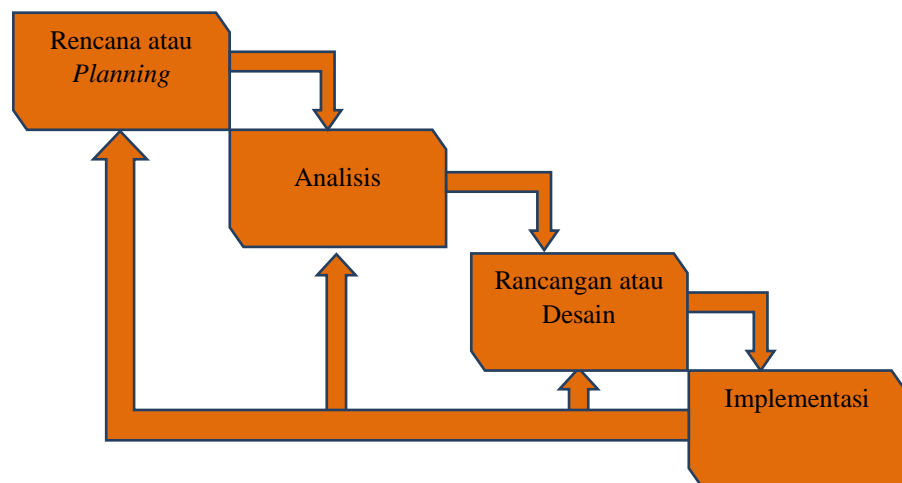 Rencana atau
Planning
Analisis
Rancangan atau
Desain
Implementasi